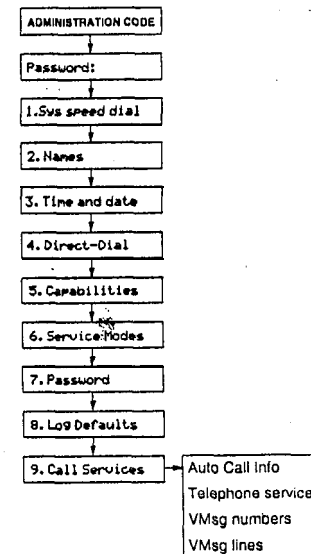 ADMINISTRATION CODE
Password:
1.Sys speed dial
2. Names
3. Time and date
4. Direct-Dial
5. Capabilities
6. Service Modes
7. Password
8. Log Defaults
9. Call Services
Auto Call Info
Telephone service
VMsg numbers
VMsg lines